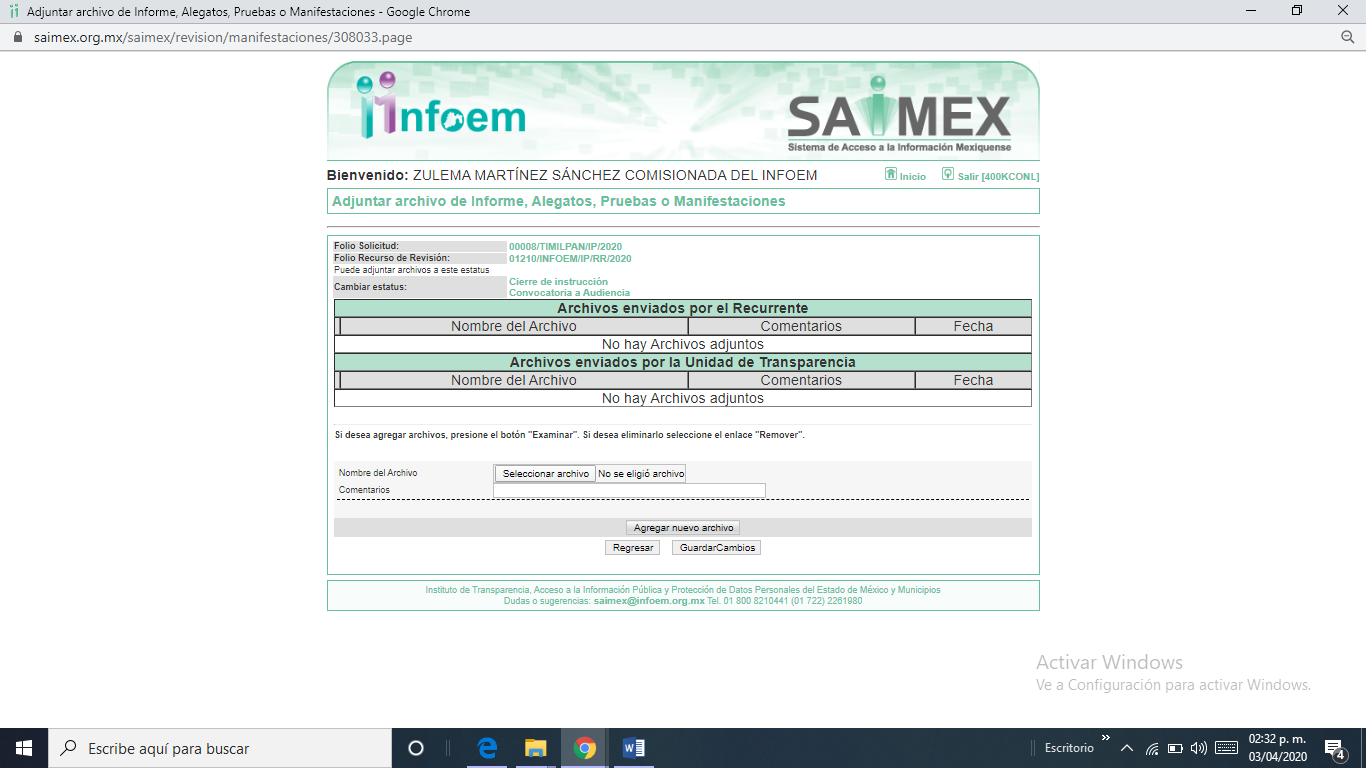 Adjuntar archivo de Informe, Alegatos, Pruebas o Manifestaciones - Google Chrome
saimex.org.mx/saimex/revision/manifestaciones/308033.page
infoem
SAIMEX
Sistema de Acceso a la Información Mexiquense
Bienvenido: ZULEMA MARTÍNEZ SÁNCHEZ COMISIONADA DEL INFOEM Inicio Salir [400KCONL]
Adjuntar archivo de Informe, Alegatos, Pruebas o Manifestaciones
Folio Solicitud: 00008/TIMILPAN/IP/2020
Folio Recurso de Revisión: 01210/INFOEM/IP/RR/2020
Puede adjuntar archivos a este estatus
Cambiar estatus: Cierre de instrucción
Convocatoria a Audiencia
Archivos enviados por el Recurrente
Nombre del Archivo Comentarios Fecha
No hay Archivos adjuntos
Archivos enviados por la Unidad de Transparencia
Nombre del Archivo Comentarios Fecha
No hay Archivos adjuntos
Si desea agregar archivos, presione el botón "Examinar". Si desea eliminarlo seleccione el enlace "Remover".
Nombre del Archivo Seleccionar archivo No se eligió archivo
Comentarios
Agregar nuevo archivo
Regresar GuardarCambios
Instituto de Transparencia, Acceso a la Información Pública y Protección de Datos Personales del Estado de México y Municipios
Dudas o sugerencias: saimex@infoem.org.mx Tel. 01 800 8210441 (01 722) 2261980
Activar Windows
Ve a Configuración para activar Windows.
Escribe aquí para buscar
Escritorio
02:32 p. m.
03/04/2020
4